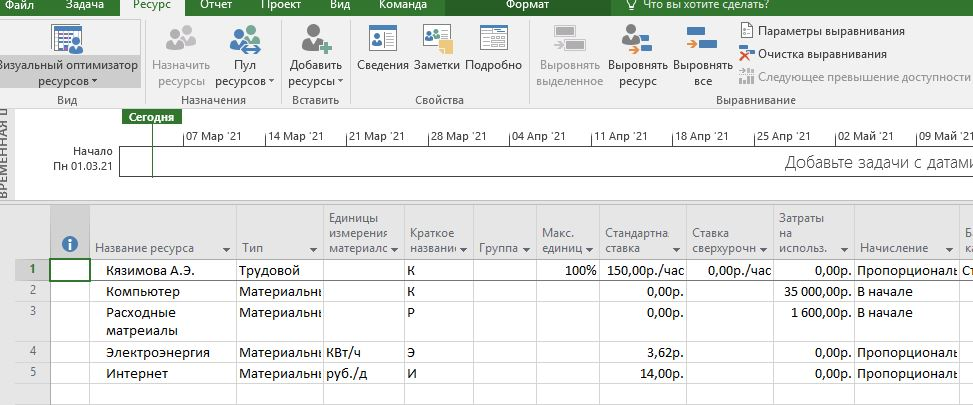 Файл Задача Ресурс Отчет Проект Вид Команда Формат Что вы хотите сделать?
Визуальный оптимизатор ресурсов
Вид
Назначить ресурсы
Пул ресурсов
Назначения
Добавить ресурсы
Вставить
Сведения Заметки Подробно
Свойства
Выровнять выделенное
Выровнять ресурс
Выровнять все
Параметры выравнивания
Очистка выравнивания
Следующее превышение доступности
Выравнивание
ВРЕМЕННАЯ Ш
Сегодня
07 Мар '21 14 Мар '21 21 Мар '21 28 Мар '21 04 Апр '21 11 Апр '21 18 Апр '21 25 Апр '21 02 Май '21 09 Май
Начало
Пн 01.03.21
Добавьте задачи с датами
Название ресурса Тип Единицы измерения материалс Краткое название Группа Макс. единиц Стандартна ставка Ставка сверхурочн Затраты на использ. Начисление Ба ка
1 Кязимова А.Э. Трудовой К 100% 150,00р./час 0,00р./час 0,00р. Пропорциональ Ст
2 Компьютер Материальн К 0,00р. 35 000,00р. В начале
3 Расходные матреиалы Материальн Р 0,00р. 1 600,00р. В начале
4 Электроэнергия Материальн КВт/ч Э 3,62р. 0,00р. Пропорциональ
5 Интернет Материальн руб./д И 14,00р. 0,00р. Пропорциональ